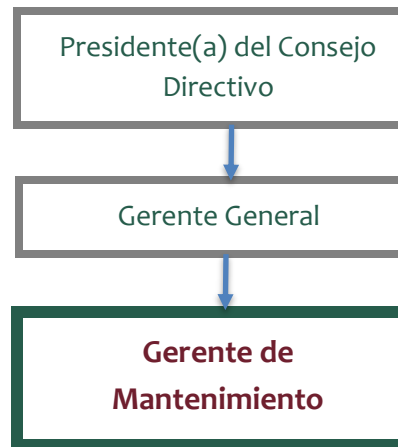 Presidente(a) del Consejo
Directivo
Gerente General
Gerente de
Mantenimiento